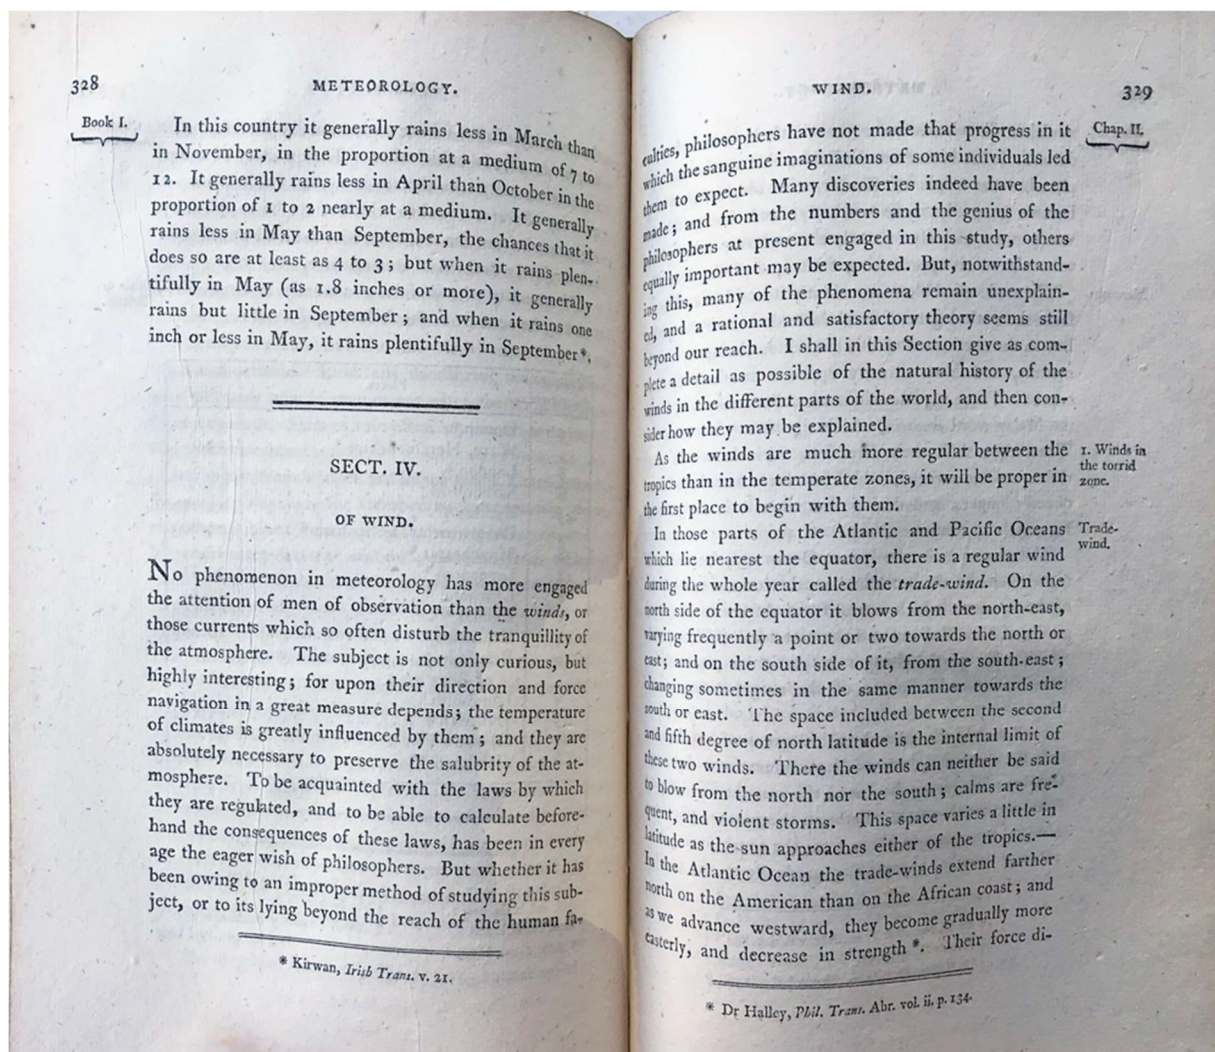 328
METEOROLOGY.
Book I.
In this country it generally rains less in March than
in November, in the proportion at a medium of 7 to
12. It generally rains less in April than October in the
proportion of 1 to 2 nearly at a medium. It generally
rains less in May than September, the chances that it
does so are at least as 4 to 3; but when it rains plen-
tifully in May (as 1.8 inches or more), it generally
rains but little in September; and when it rains one
inch or less in May, it rains plentifully in September*.
SECT. IV.
OF WIND.
No phenomenon in meteorology has more engaged
the attention of men of observation than the winds, or
those currents which so often disturb the tranquillity of
the atmosphere. The subject is not only curious, but
highly interesting; for upon their direction and force
navigation in a great measure depends; the temperature
of climates is greatly influenced by them; and they are
absolutely necessary to preserve the salubrity of the at-
mosphere. To be acquainted with the laws by which
they are regulated, and to be able to calculate before-
hand the consequences of these laws, has been in every
age the eager wish of philosophers. But whether it has
been owing to an improper method of studying this sub-
ject, or to its lying beyond the reach of the human fa-
* Kirwan, Irish Trans. v. 21.
WIND.
329
Chap. II.
culties, philosophers have not made that progress in it
which the sanguine imaginations of some individuals led
them to expect. Many discoveries indeed have been
made; and from the numbers and the genius of the
philosophers at present engaged in this study, others
equally important may be expected. But, notwithstand-
ing this, many of the phenomena remain unexplain-
ed, and a rational and satisfactory theory seems still
beyond our reach. I shall in this Section give as com-
plete a detail as possible of the natural history of the
winds in the different parts of the world, and then con-
sider how they may be explained.
As the winds are much more regular between the
tropics than in the temperate zones, it will be proper in
the first place to begin with them.
1. Winds in
the torrid
zone.
In those parts of the Atlantic and Pacific Oceans
which lie nearest the equator, there is a regular wind
during the whole year called the trade-wind. On the
north side of the equator it blows from the north-east,
varying frequently a point or two towards the north or
east; and on the south side of it, from the south-east;
changing sometimes in the same manner towards the
south or east. The space included between the second
and fifth degree of north latitude is the internal limit of
these two winds. There the winds can neither be said
to blow from the north nor the south; calms are fre-
quent, and violent storms. This space varies a little in
latitude as the sun approaches either of the tropics.—
In the Atlantic Ocean the trade-winds extend farther
north on the American than on the African coast; and
as we advance westward, they become gradually more
easterly, and decrease in strength *. Their force di-
Trade-
wind.
* Dr Halley, Phil. Trans. Abr. vol. ii. p. 134.